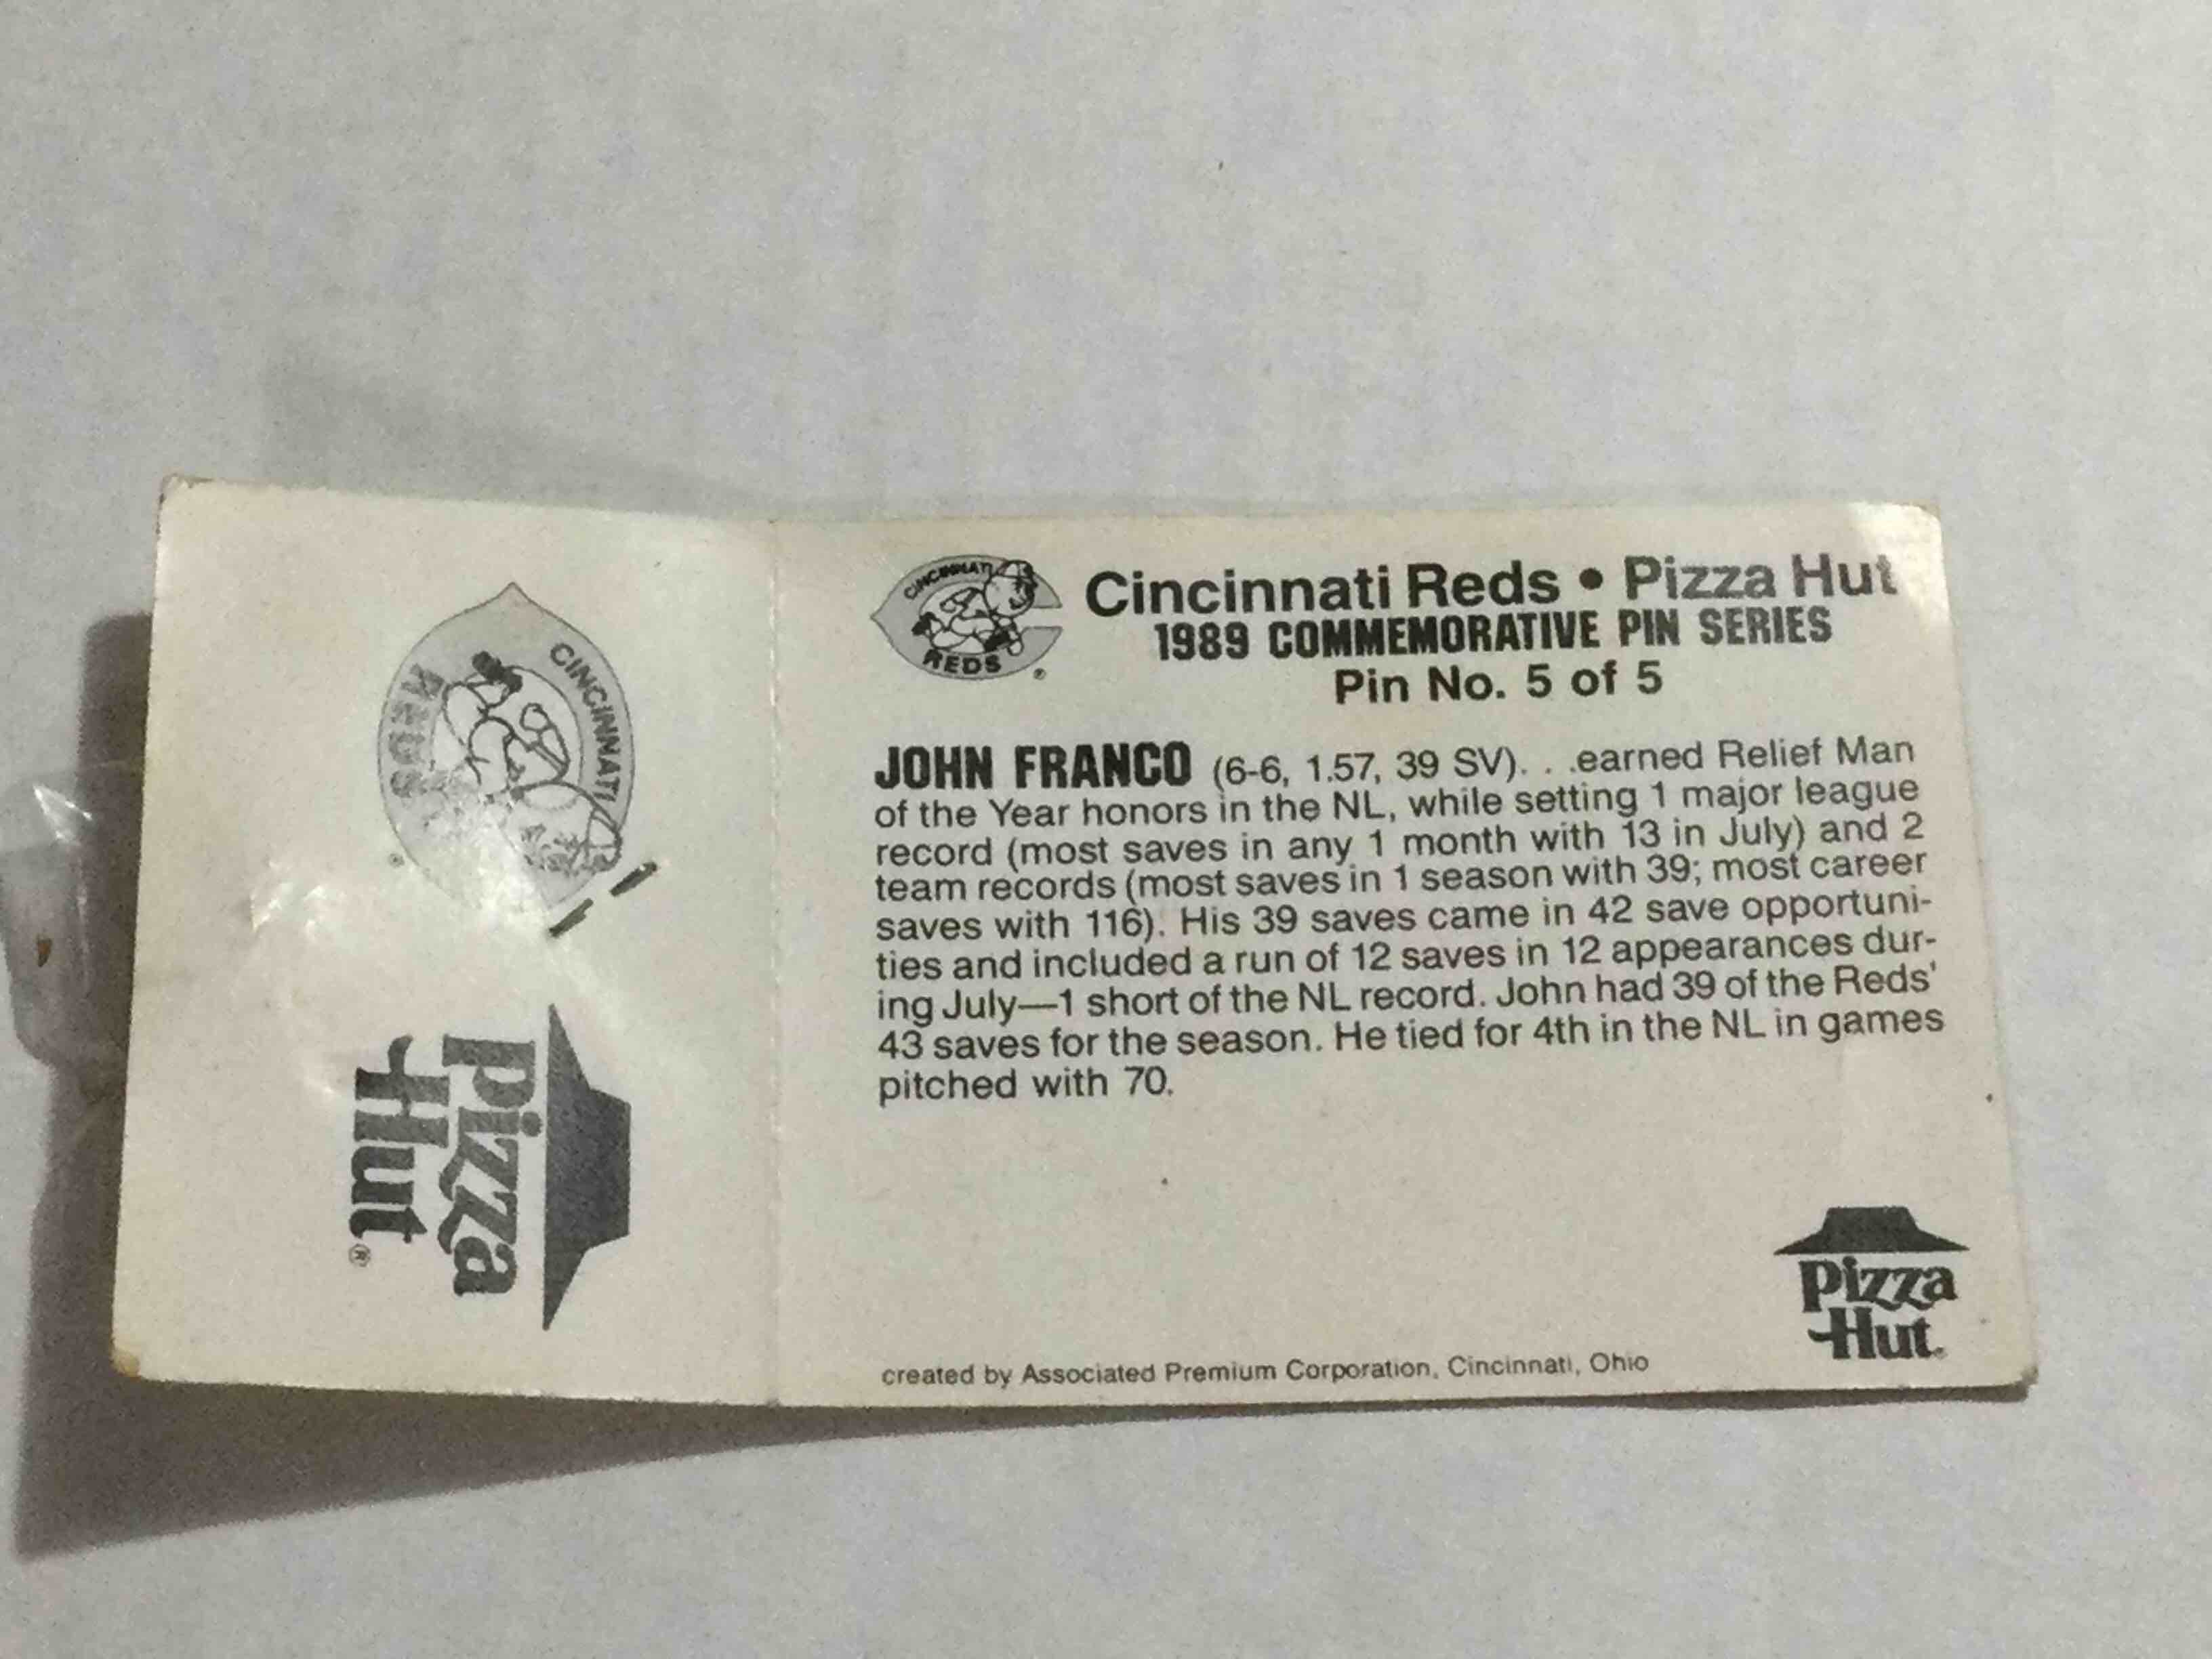 CINCINNATI
REDS
Pizza
Hut®
CINCINNATI
REDS
®
Cincinnati Reds • Pizza Hut
1989 COMMEMORATIVE PIN SERIES
Pin No. 5 of 5
JOHN FRANCO (6-6, 1.57, 39 SV). . .earned Relief Man
of the Year honors in the NL, while setting 1 major league
record (most saves in any 1 month with 13 in July) and 2
team records (most saves in 1 season with 39; most career
saves with 116). His 39 saves came in 42 save opportuni-
ties and included a run of 12 saves in 12 appearances dur-
ing July—1 short of the NL record. John had 39 of the Reds'
43 saves for the season. He tied for 4th in the NL in games
pitched with 70.
Pizza
Hut®
created by Associated Premium Corporation, Cincinnati, Ohio